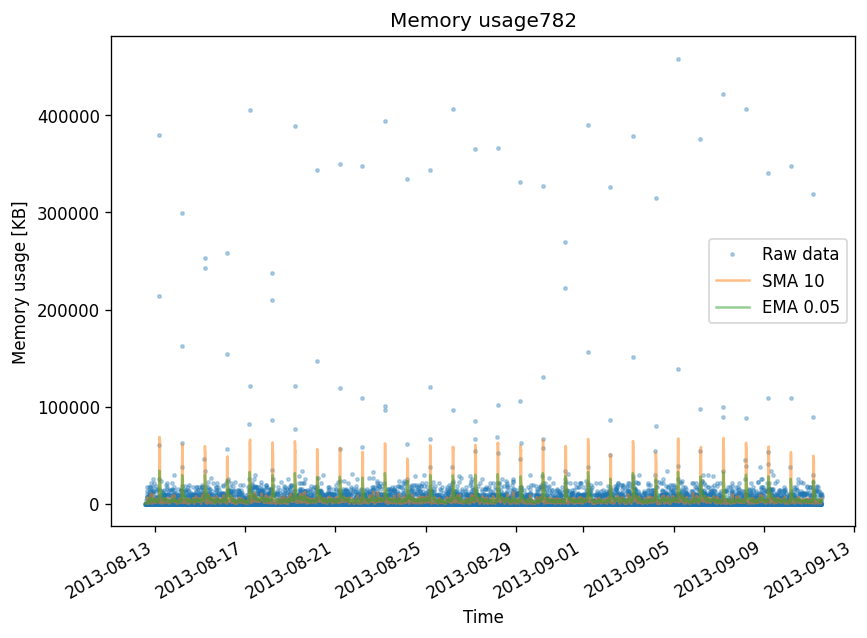 Memory usage782
Memory usage [KB]
400000
300000
200000
100000
0
Raw data
SMA 10
EMA 0.05
2013-08-13
2013-08-17
2013-08-21
2013-08-25
2013-08-29
2013-09-01
2013-09-05
2013-09-09
2013-09-13
Time